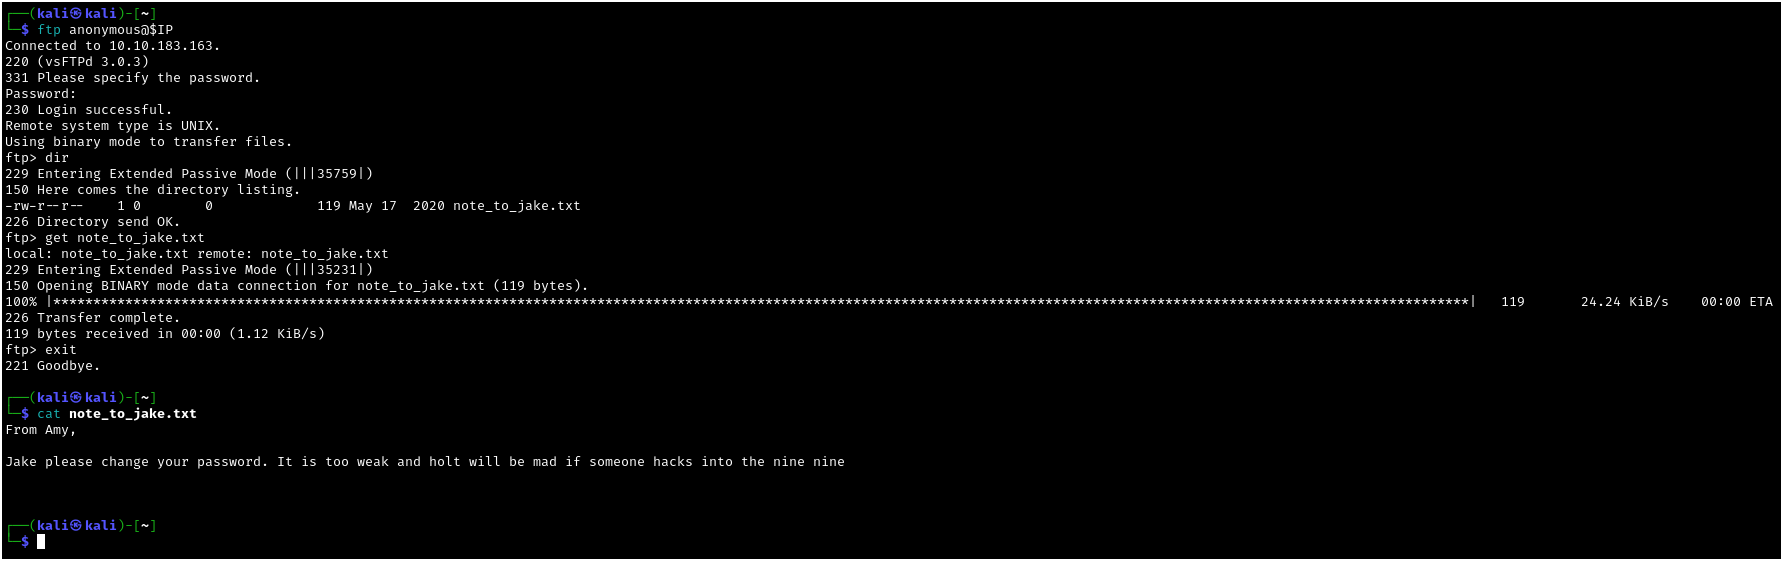 ┌──(kali㉿kali)-[~]
└─$ ftp anonymous@$IP
Connected to 10.10.183.163.
220 (vsFTPd 3.0.3)
331 Please specify the password.
Password:
230 Login successful.
Remote system type is UNIX.
Using binary mode to transfer files.
ftp> dir
229 Entering Extended Passive Mode (|||35759|)
150 Here comes the directory listing.
-rw-r--r--    1 0        0             119 May 17  2020 note_to_jake.txt
226 Directory send OK.
ftp> get note_to_jake.txt
local: note_to_jake.txt remote: note_to_jake.txt
229 Entering Extended Passive Mode (|||35231|)
150 Opening BINARY mode data connection for note_to_jake.txt (119 bytes).
100% |*********************************************************************************************************************************************************************************|   119       24.24 KiB/s    00:00 ETA
226 Transfer complete.
119 bytes received in 00:00 (1.12 KiB/s)
ftp> exit
221 Goodbye.
┌──(kali㉿kali)-[~]
└─$ cat note_to_jake.txt
From Amy,
Jake please change your password. It is too weak and holt will be mad if someone hacks into the nine nine
┌──(kali㉿kali)-[~]
└─$